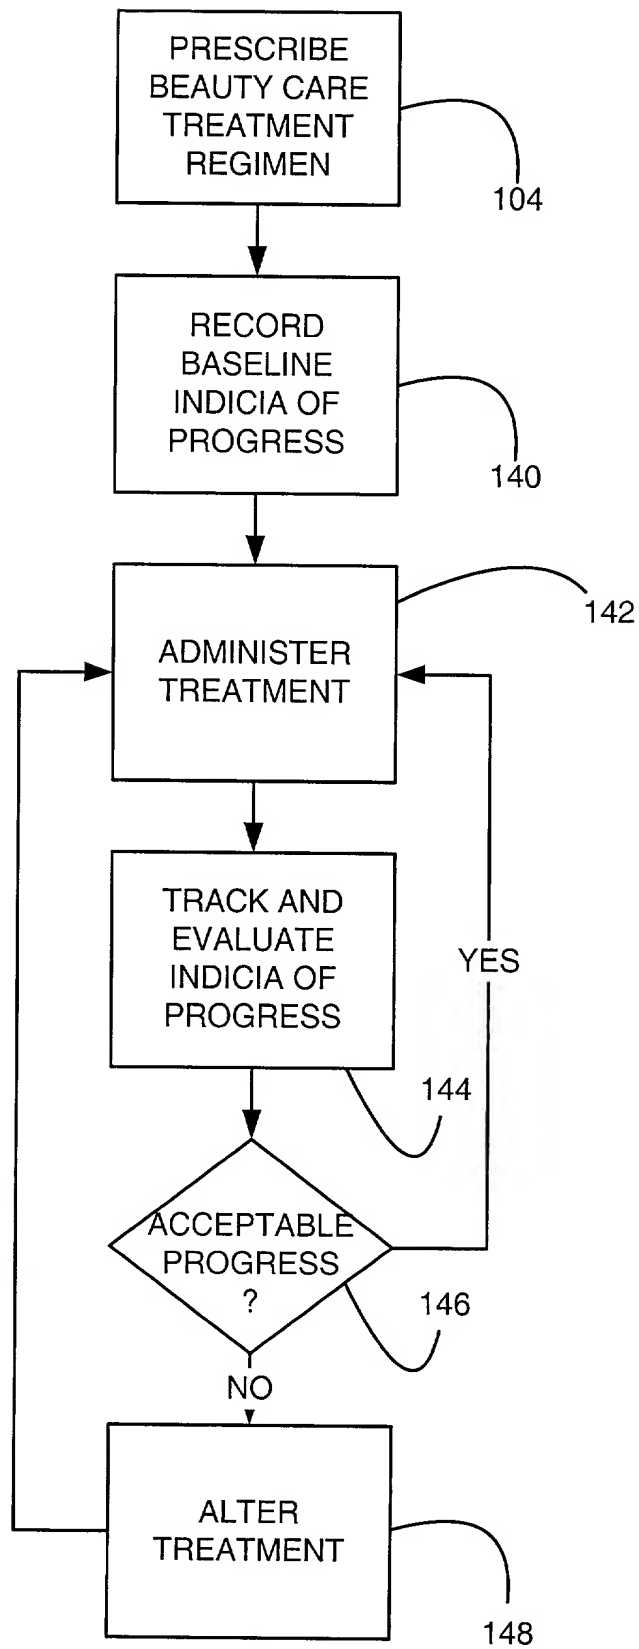 PRESCRIBE
BEAUTY CARE
TREATMENT
REGIMEN
104
RECORD
BASELINE
INDICIA OF
PROGRESS
140
142
ADMINISTER
TREATMENT
TRACK AND
EVALUATE
INDICIA OF
PROGRESS
YES
144
ACCEPTABLE
PROGRESS
?
146
NO
ALTER
TREATMENT
148